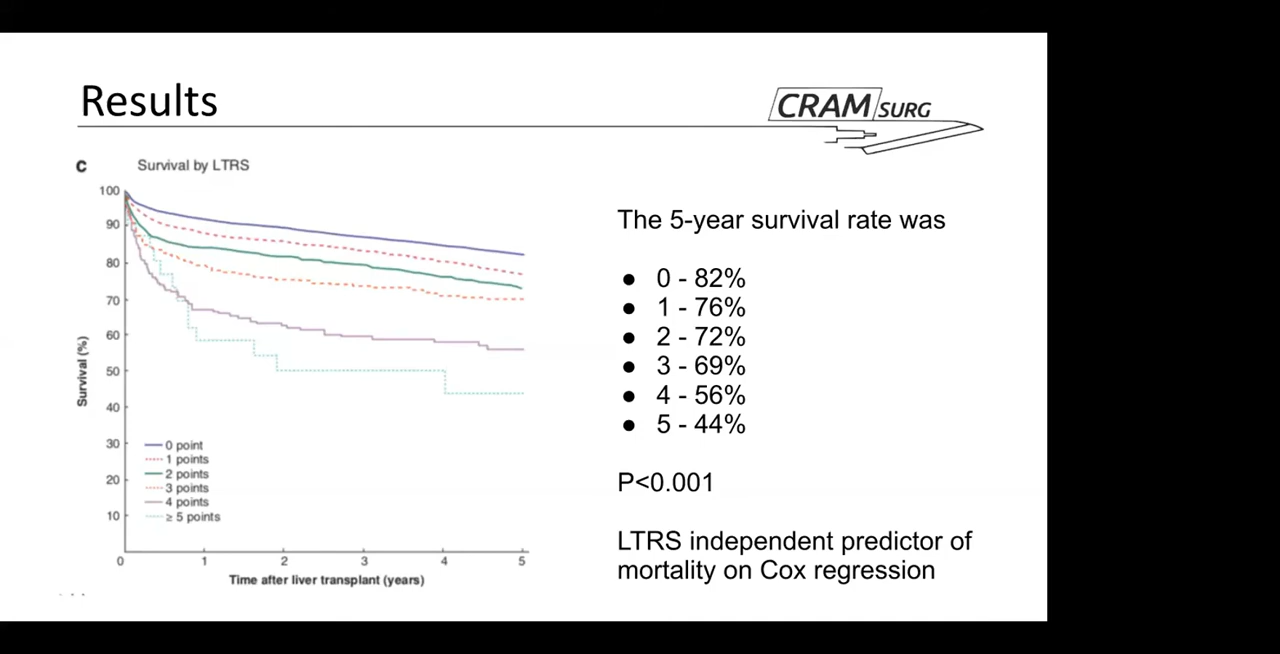 Results
CRAM SURG
c Survival by LTRS
100
90
80
70
60
50
40
30
20
10
0 1 2 3 4 5
Survival (%)
Time after liver transplant (years)
0 point
1 points
2 points
3 points
4 points
≥ 5 points
The 5-year survival rate was
● 0 - 82%
● 1 - 76%
● 2 - 72%
● 3 - 69%
● 4 - 56%
● 5 - 44%
P<0.001
LTRS independent predictor of
mortality on Cox regression